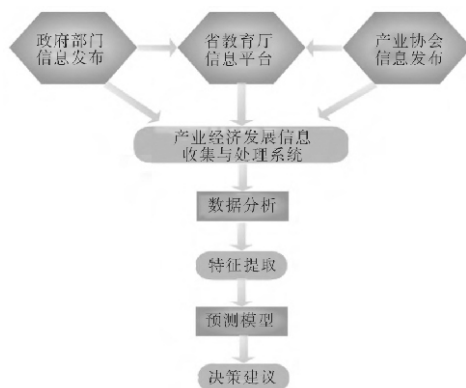 政府部门
信息发布
省教育厅
信息平台
产业协会
信息发布
产业经济发展信息
收集与处理系统
数据分析
特征提取
预测模型
决策建议